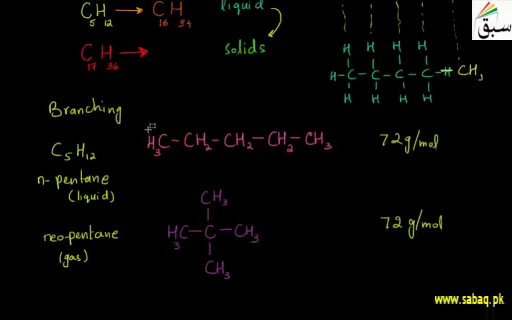 C5H12 → C16H34 liquid
سبق
C17H36 → solids
H H H H
H-C-C-C-C-H CH3
H H H H
Branching
C5H12 H3C-CH2-CH2-CH2-CH3 72g/mol
n-pentane
(liquid)
CH3
neo-pentane H3C-C-CH3 72g/mol
(gas)
CH3
www.sabaq.pk